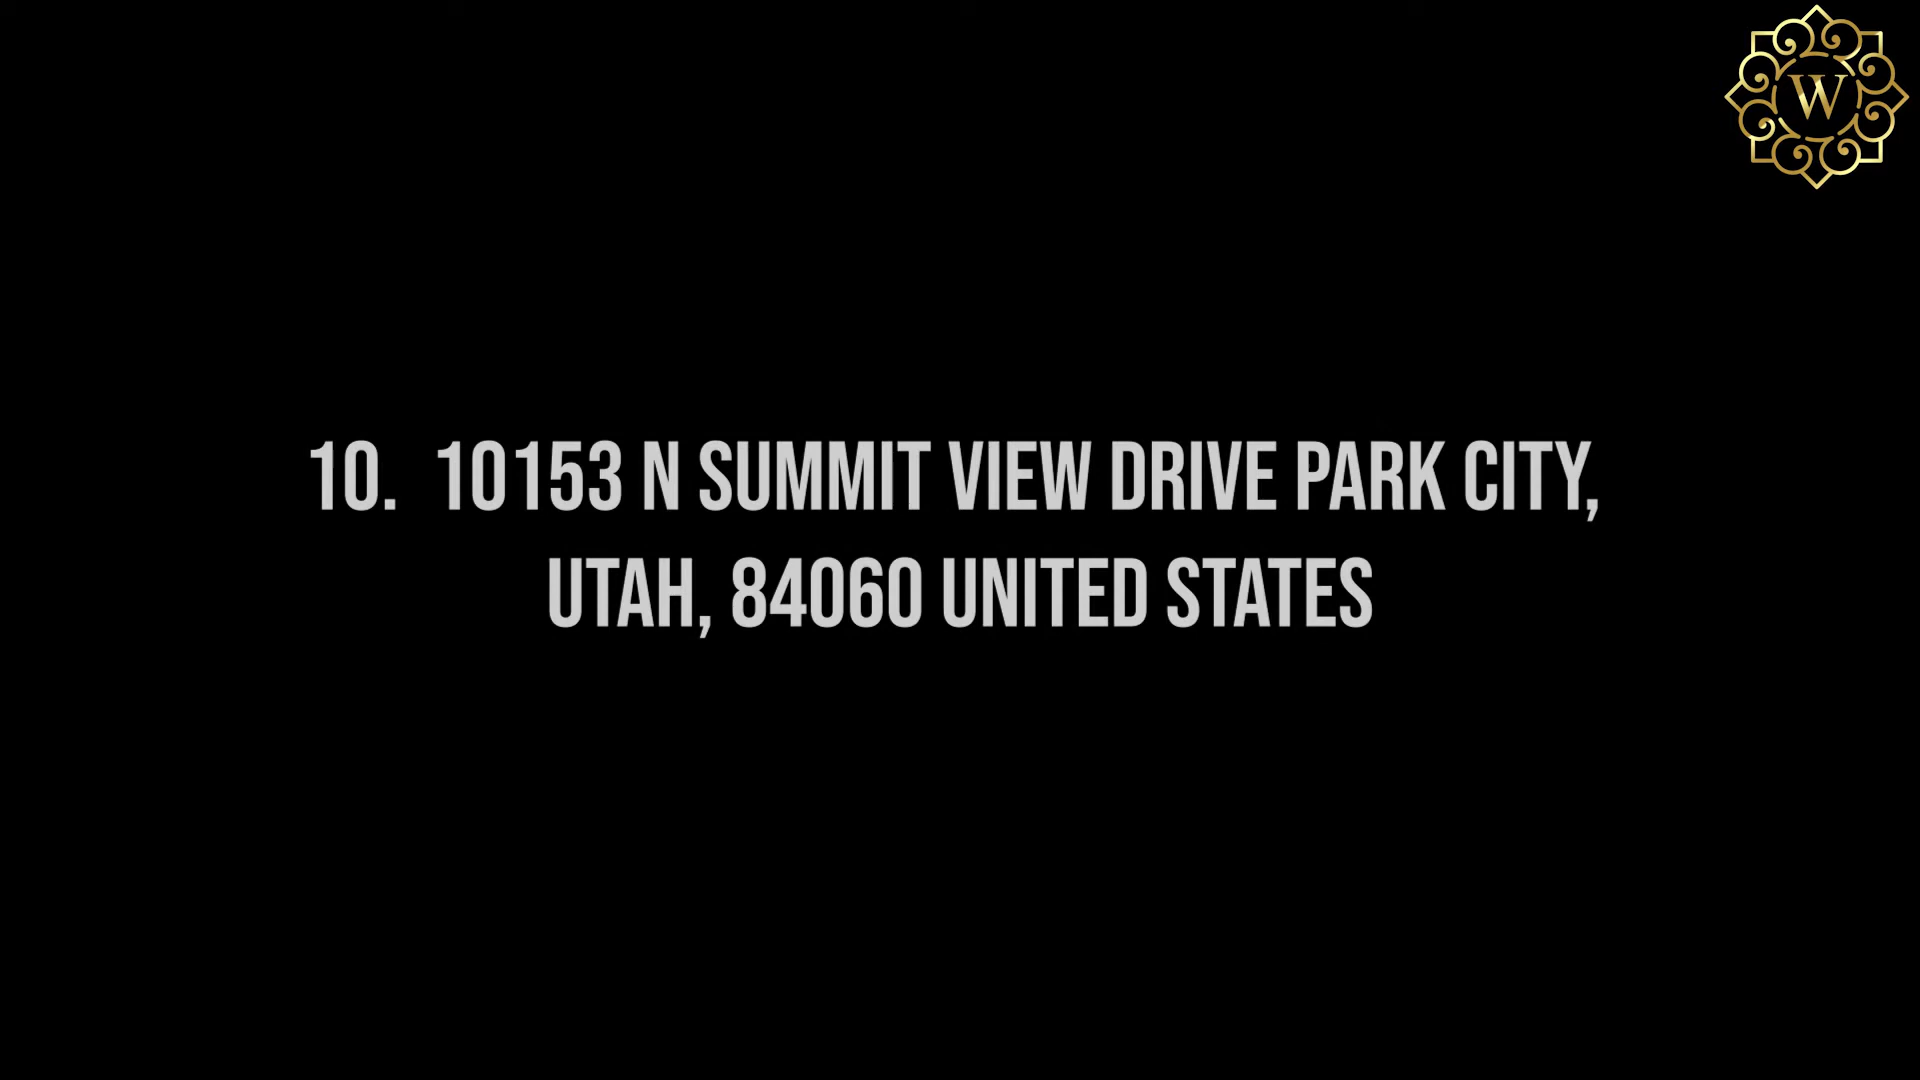 W
10. 10153 N SUMMIT VIEW DRIVE PARK CITY,
UTAH, 84060 UNITED STATES